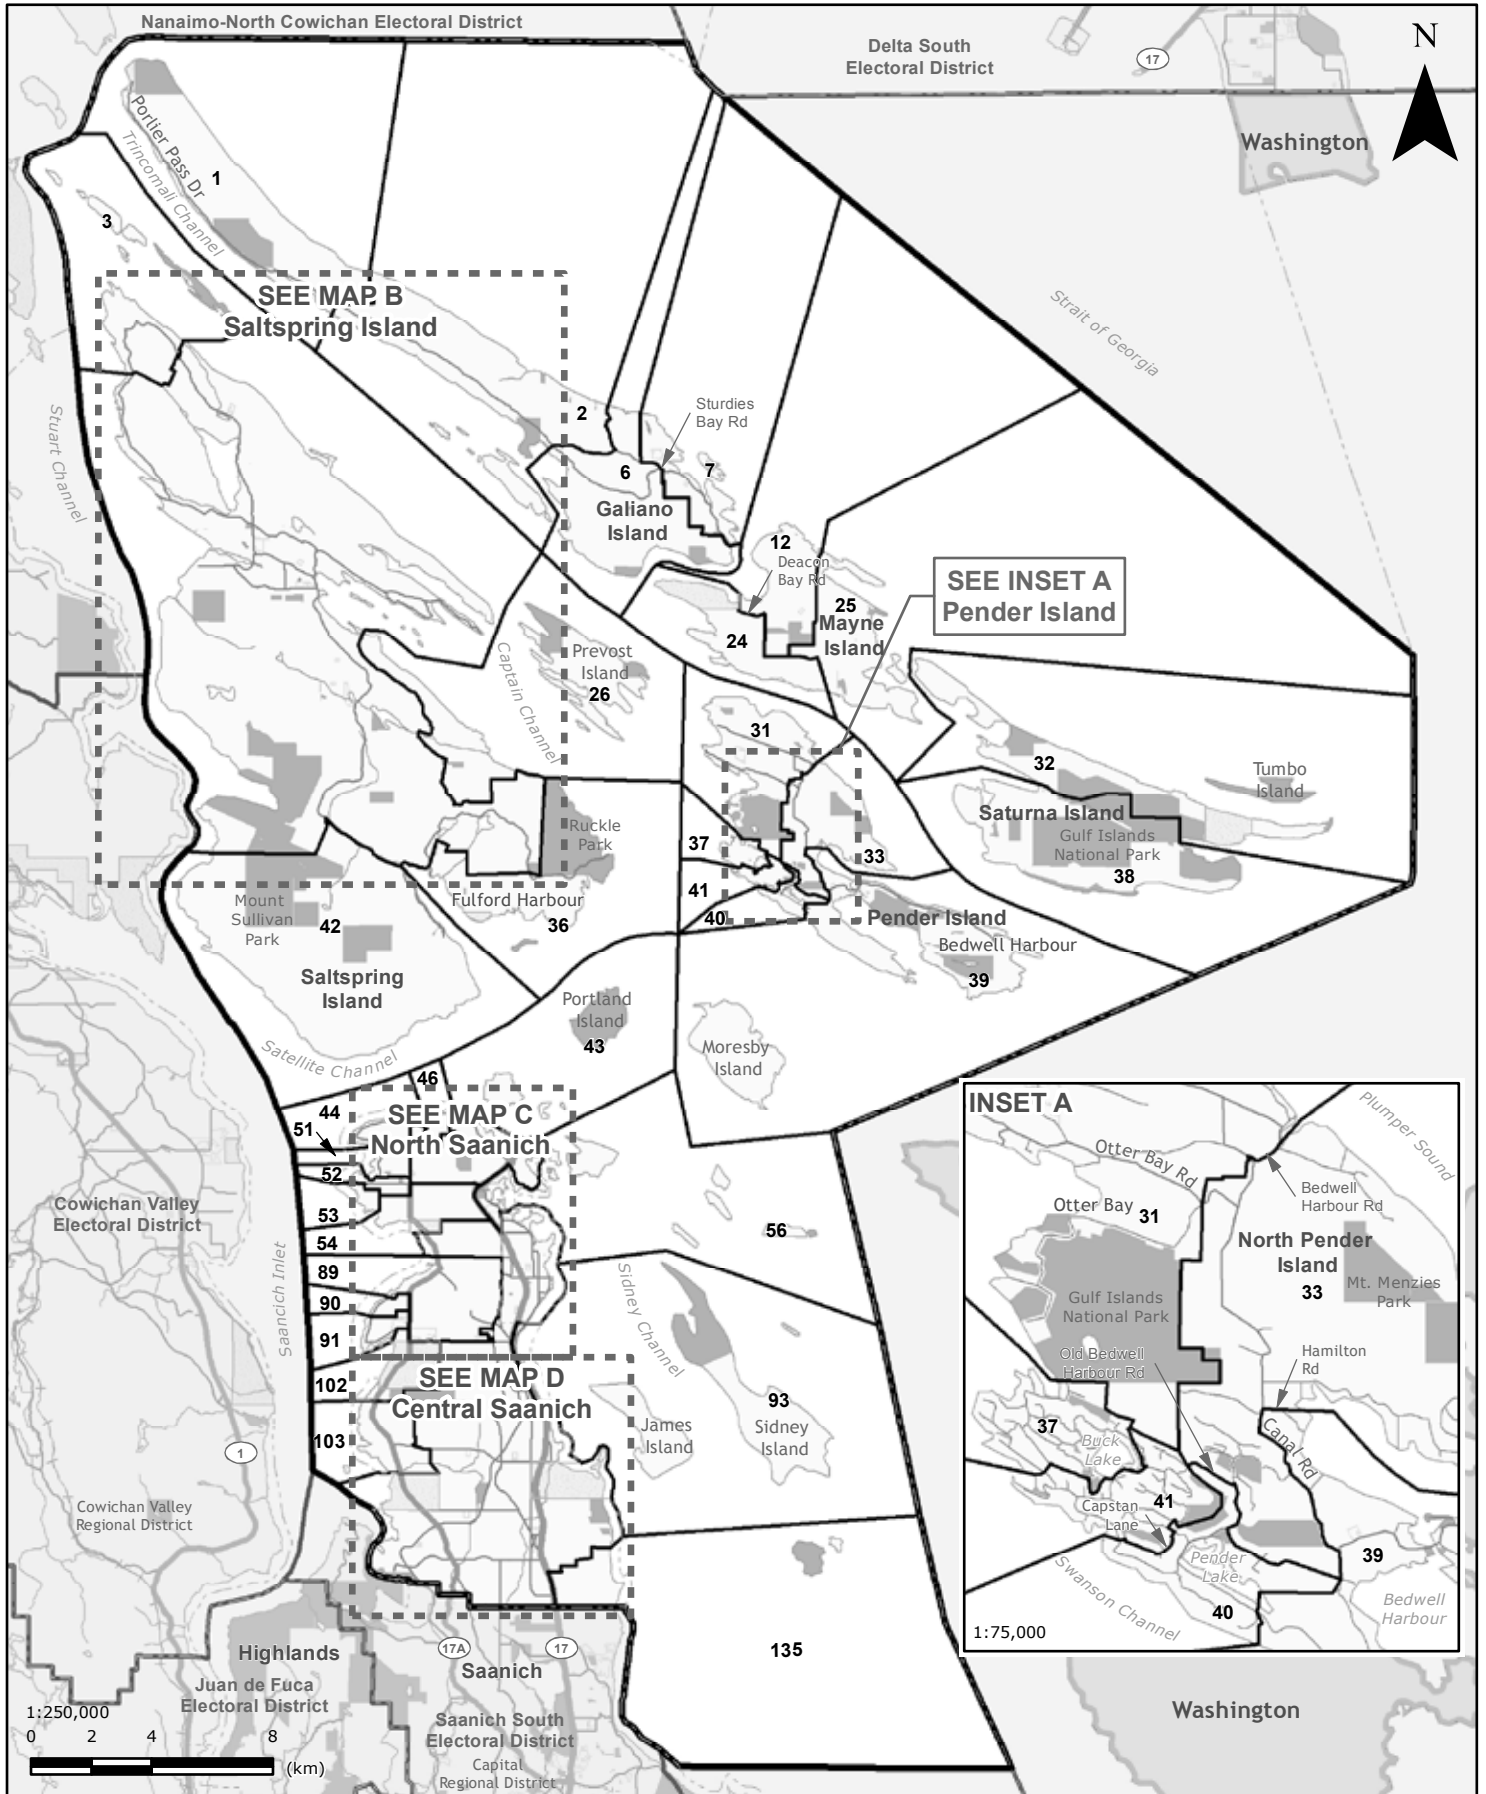 Nanaimo-North Cowichan Electoral District
Delta South
Electoral District
17
N
Washington
Porlier Pass Dr
Trincomali Channel
1
3
SEE MAP B
Saltspring Island
Strait of Georgia
Stuart Channel
2
Sturdies
Bay Rd
6
7
Galiano
Island
12
Deacon
Bay Rd
SEE INSET A
Pender Island
25
Mayne
Island
24
Captain Channel
Prevost
Island
26
31
32
Tumbo
Island
Saturna Island
Gulf Islands
National Park
38
Ruckle
Park
37
33
41
40
Mount
Sullivan
Park
42
Fulford Harbour
36
Pender Island
Bedwell Harbour
39
Saltspring
Island
Portland
Island
43
Moresby
Island
Satellite Channel
46
44
51
SEE MAP C
North Saanich
52
53
54
89
90
91
102
103
Cowichan Valley
Electoral District
Saancich Inlet
56
Sidney Channel
SEE MAP D
Central Saanich
James
Island
93
Sidney
Island
1
Cowichan Valley
Regional District
135
Highlands
Juan de Fuca
Electoral District
17A
17
Saanich
Saanich South
Electoral District
Capital
Regional District
1:250,000
0 2 4 8
(km)
Washington
INSET A
Plumper Sound
Otter Bay Rd
Bedwell
Harbour Rd
Otter Bay
31
North Pender
Island
33
Mt. Menzies
Park
Gulf Islands
National Park
Old Bedwell
Harbour Rd
Hamilton
Rd
37
Buck
Lake
Canal Rd
41
Capstan
Lane
Pender
Lake
39
Swanson Channel
40
Bedwell
Harbour
1:75,000